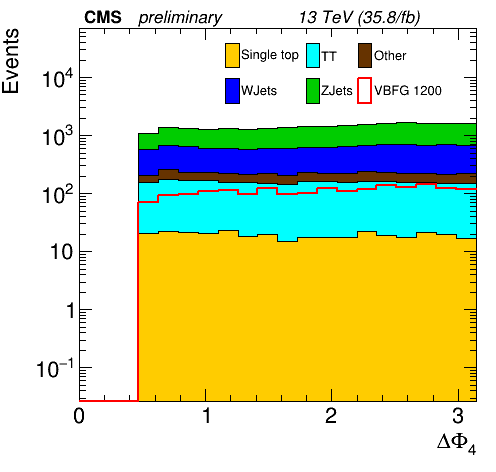 CMS preliminary 13 TeV (35.8/fb)
Events
Single top TT Other
WJets ZJets VBFG 1200
10⁴
10³
10²
10
1
10⁻¹
0 1 2 3
ΔΦ₄